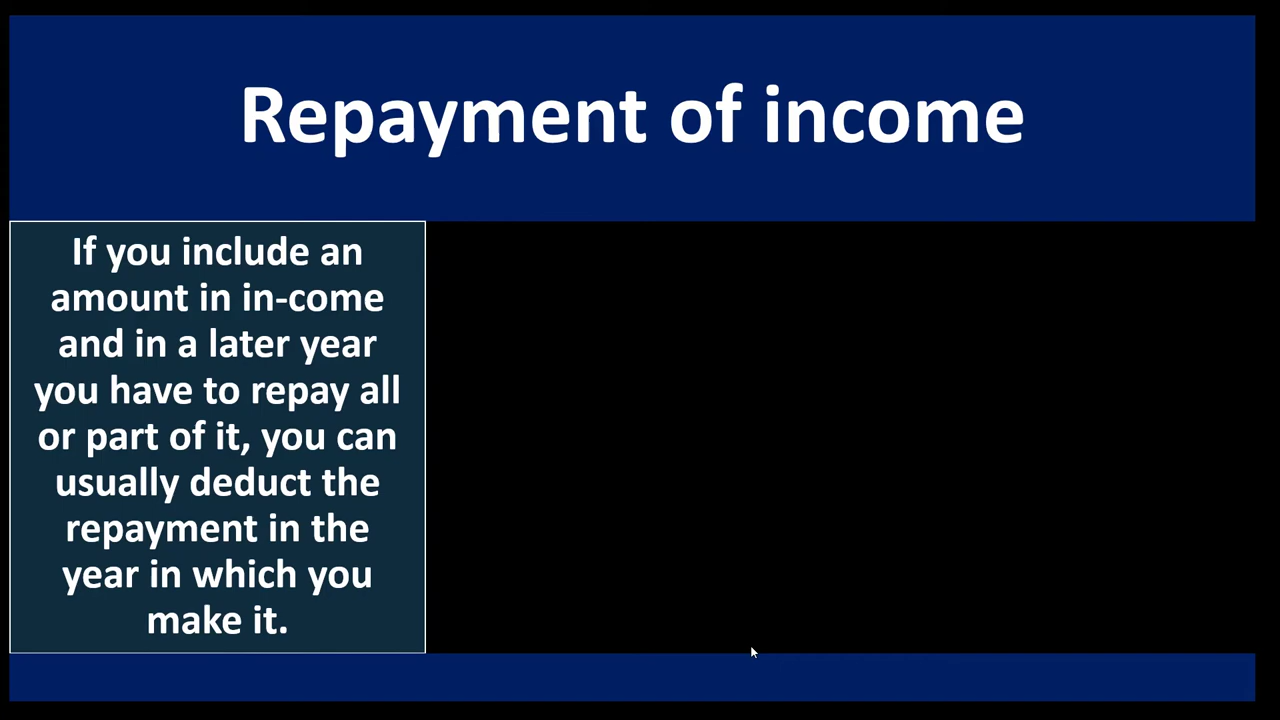 Repayment of income
If you include an
amount in in-come
and in a later year
you have to repay all
or part of it, you can
usually deduct the
repayment in the
year in which you
make it.